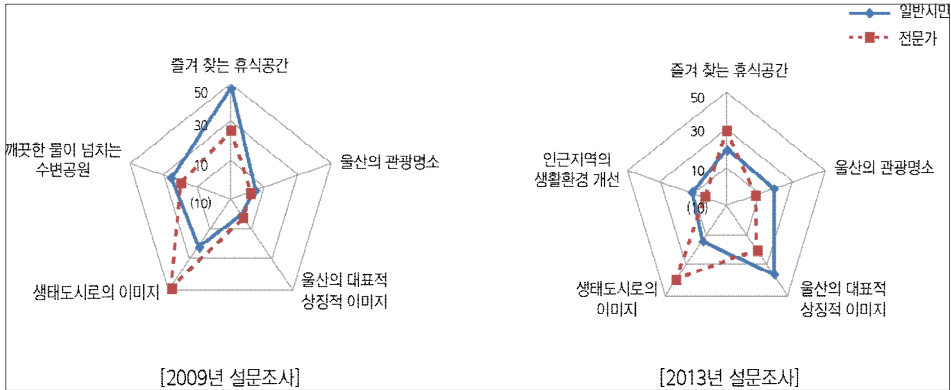 일반시민
전문가
즐겨 찾는 휴식공간
50
30
10
(10)
깨끗한 물이 넘치는
수변공원
울산의 관광명소
생태도시로의 이미지
울산의 대표적
상징적 이미지
[2009년 설문조사]
즐겨 찾는 휴식공간
50
30
10
(10)
인근지역의
생활환경 개선
울산의 관광명소
생태도시로의
이미지
울산의 대표적
상징적 이미지
[2013년 설문조사]